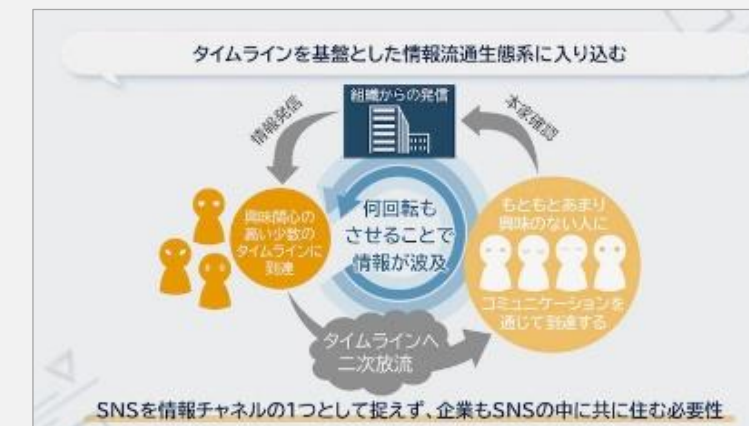 タイムラインを基盤とした情報流通生態系に入り込む
組織からの発信
情報発信
本家確認
興味関心の
高い少数の
タイムラインに
到達
何回転も
させることで
情報が波及
もともとあまり
興味のない人に
コミュニケーションを
通じて到達する
タイムラインへ
二次放流
SNSを情報チャネルの1つとして捉えず、企業もSNSの中に共に住む必要性